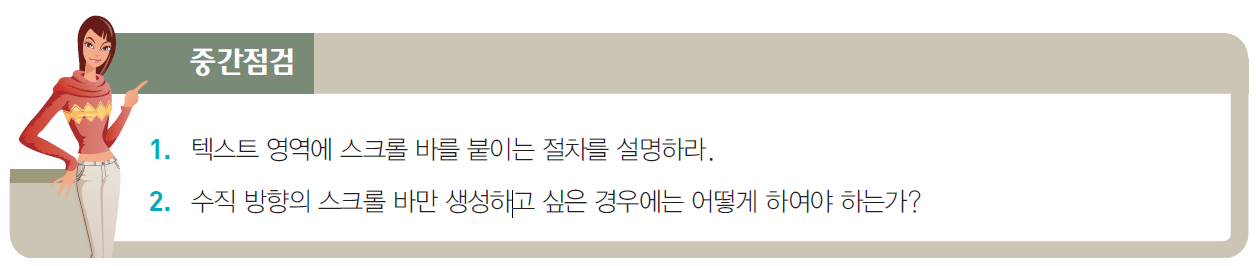 중간점검
1. 텍스트 영역에 스크롤 바를 붙이는 절차를 설명하라.
2. 수직 방향의 스크롤 바만 생성하고 싶은 경우에는 어떻게 하여야 하는가?